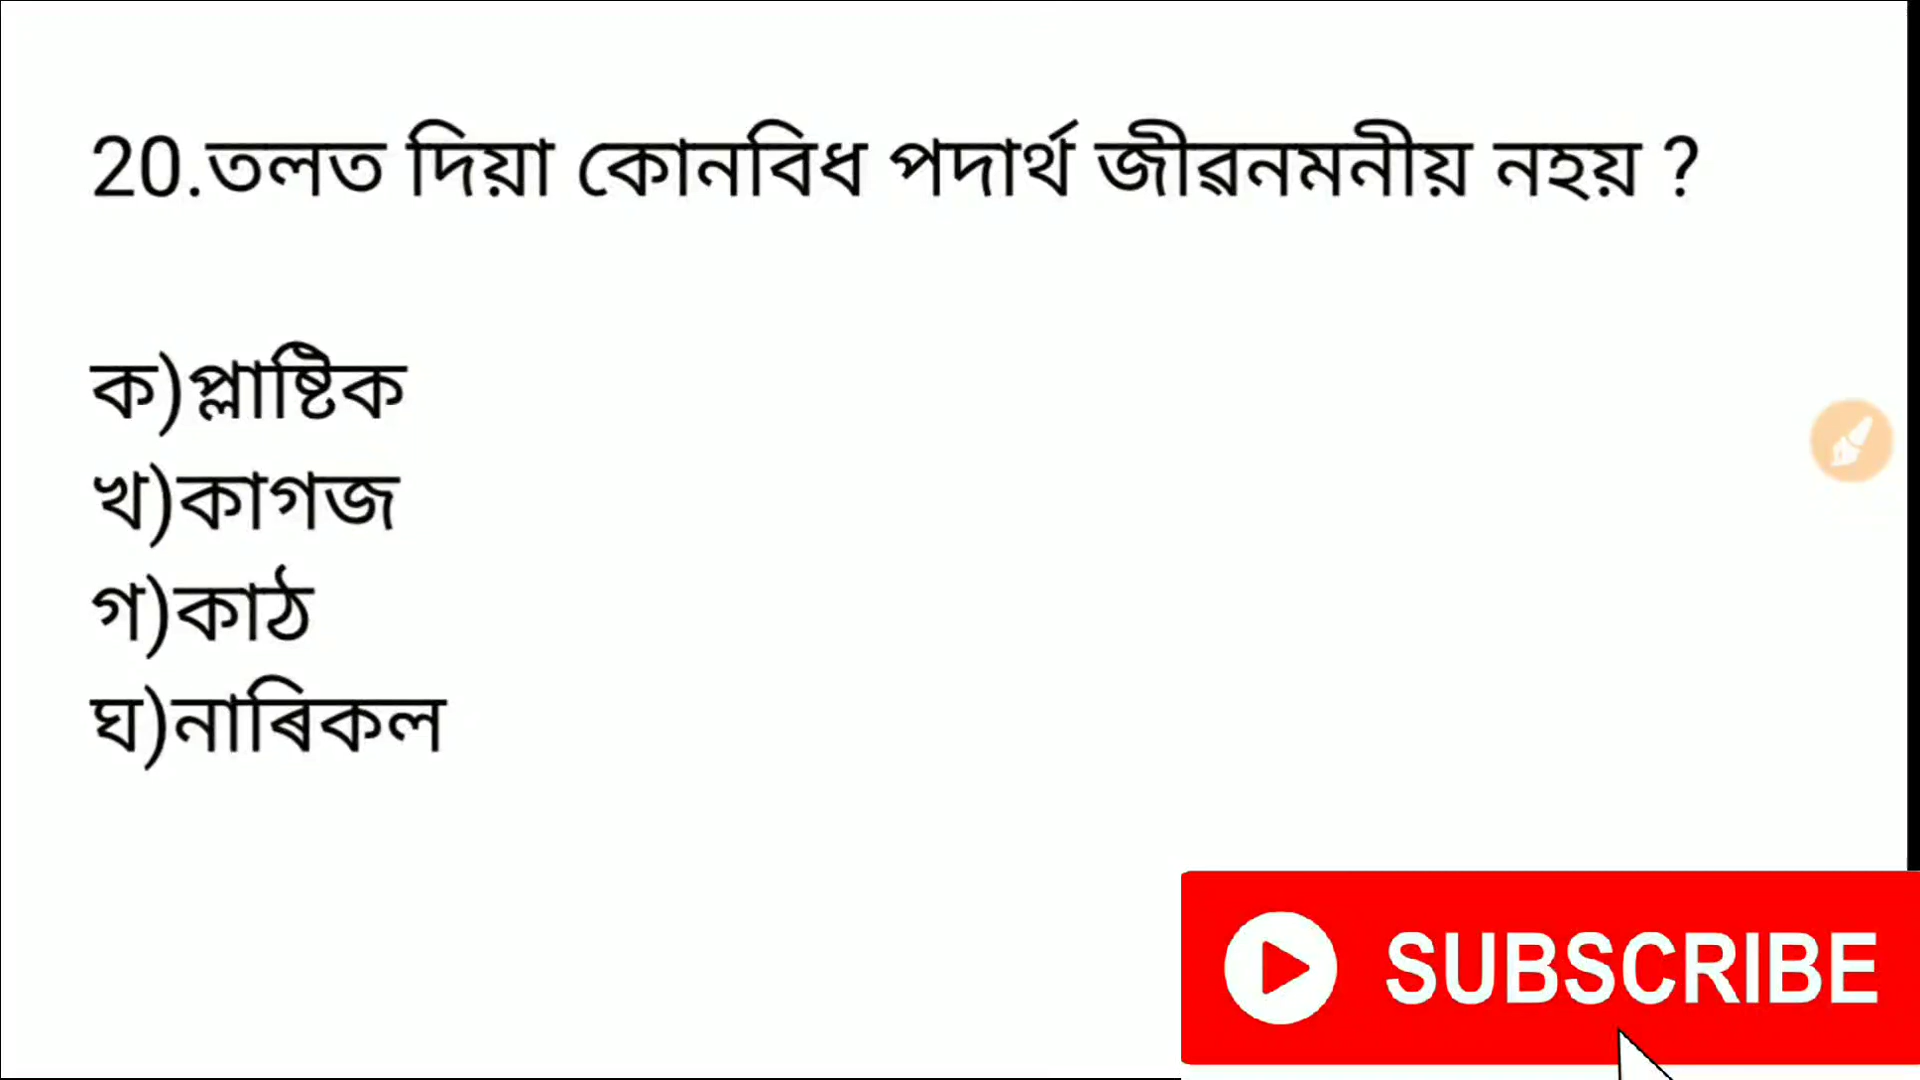 20.তলত দিয়া কোনবিধ পদাৰ্থ জীৱনমনীয় নহয় ?
ক)প্লাষ্টিক
খ)কাগজ
গ)কাঠ
ঘ)নাৰিকল
SUBSCRIBE